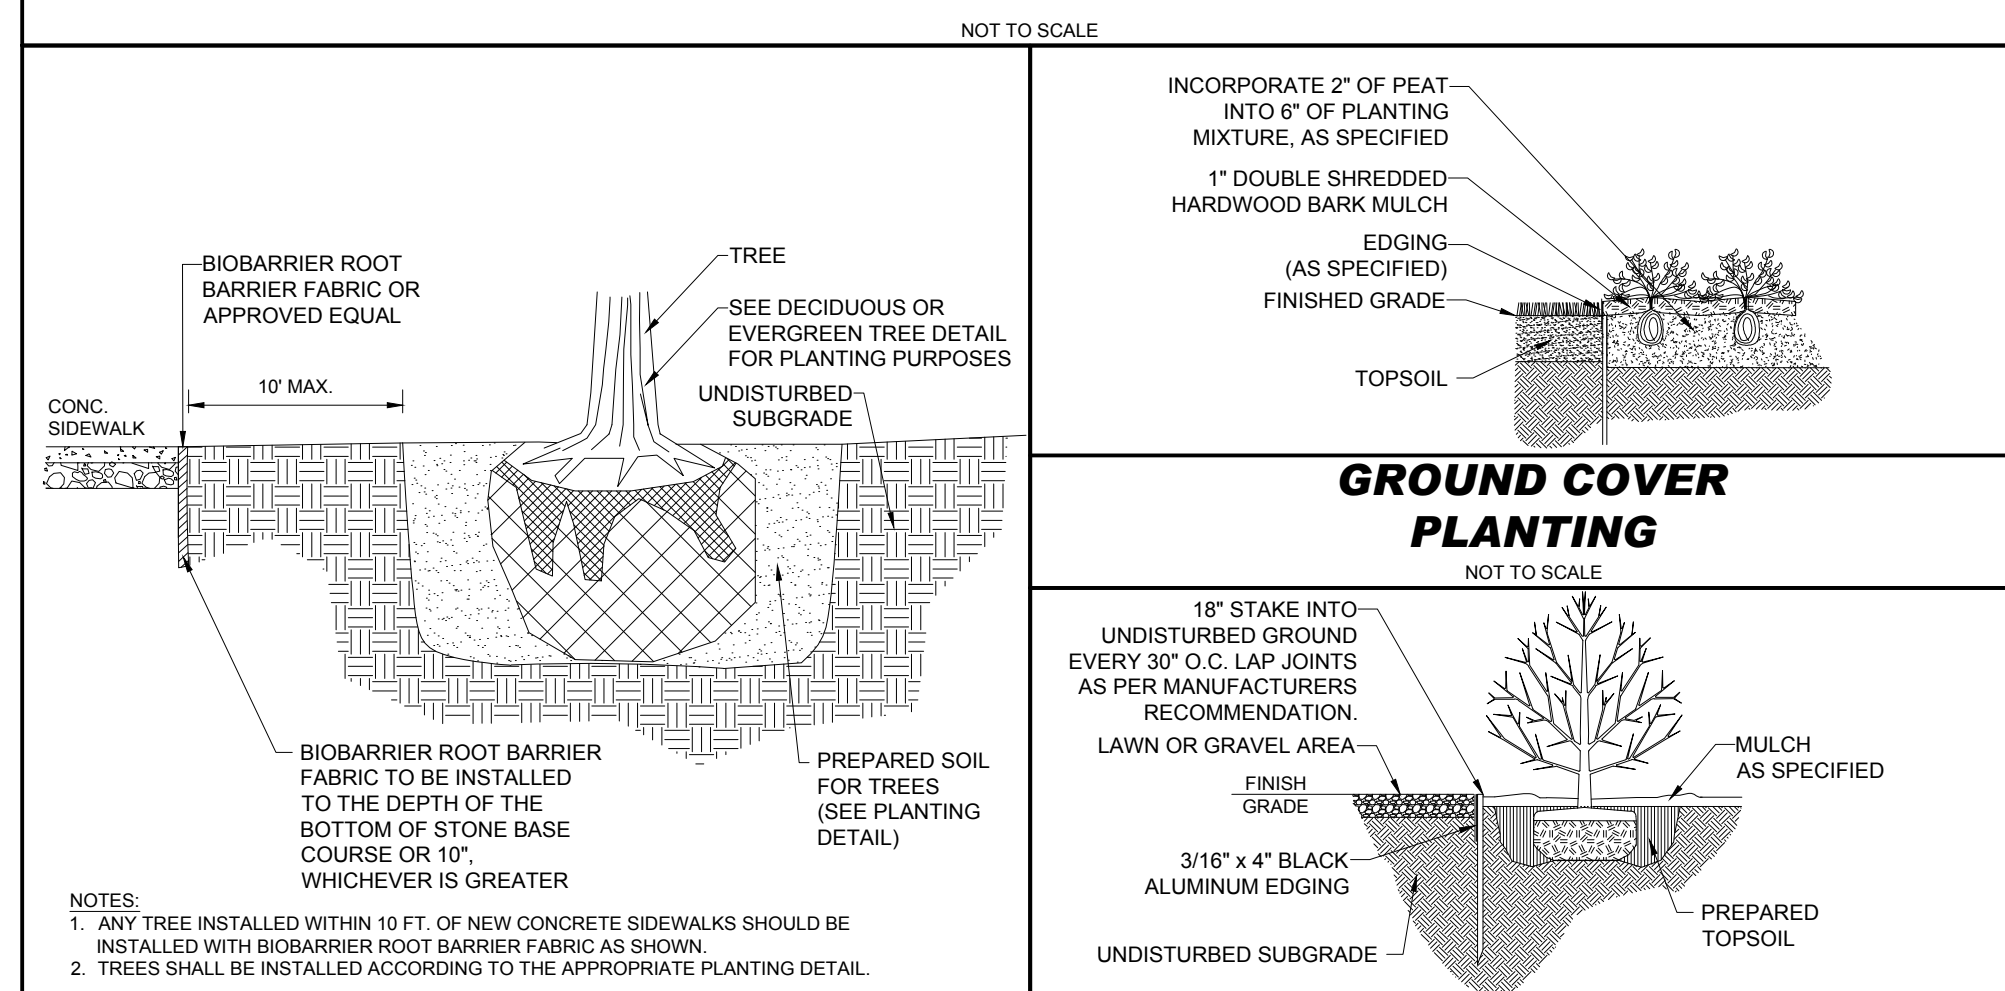 NOT TO SCALE
BIOBARRIER ROOT
BARRIER FABRIC OR
APPROVED EQUAL
TREE
SEE DECIDUOUS OR
EVERGREEN TREE DETAIL
FOR PLANTING PURPOSES
10' MAX.
UNDISTURBED
SUBGRADE
CONC.
SIDEWALK
BIOBARRIER ROOT BARRIER
FABRIC TO BE INSTALLED
TO THE DEPTH OF THE
BOTTOM OF STONE BASE
COURSE OR 10",
WHICHEVER IS GREATER
PREPARED SOIL
FOR TREES
(SEE PLANTING
DETAIL)
NOTES:
1. ANY TREE INSTALLED WITHIN 10 FT. OF NEW CONCRETE SIDEWALKS SHOULD BE
INSTALLED WITH BIOBARRIER ROOT BARRIER FABRIC AS SHOWN.
2. TREES SHALL BE INSTALLED ACCORDING TO THE APPROPRIATE PLANTING DETAIL.
INCORPORATE 2" OF PEAT
INTO 6" OF PLANTING
MIXTURE, AS SPECIFIED
1" DOUBLE SHREDDED
HARDWOOD BARK MULCH
EDGING
(AS SPECIFIED)
FINISHED GRADE
TOPSOIL
GROUND COVER
PLANTING
NOT TO SCALE
18" STAKE INTO
UNDISTURBED GROUND
EVERY 30" O.C. LAP JOINTS
AS PER MANUFACTURERS
RECOMMENDATION.
LAWN OR GRAVEL AREA
FINISH
GRADE
MULCH
AS SPECIFIED
3/16" x 4" BLACK
ALUMINUM EDGING
PREPARED
TOPSOIL
UNDISTURBED SUBGRADE